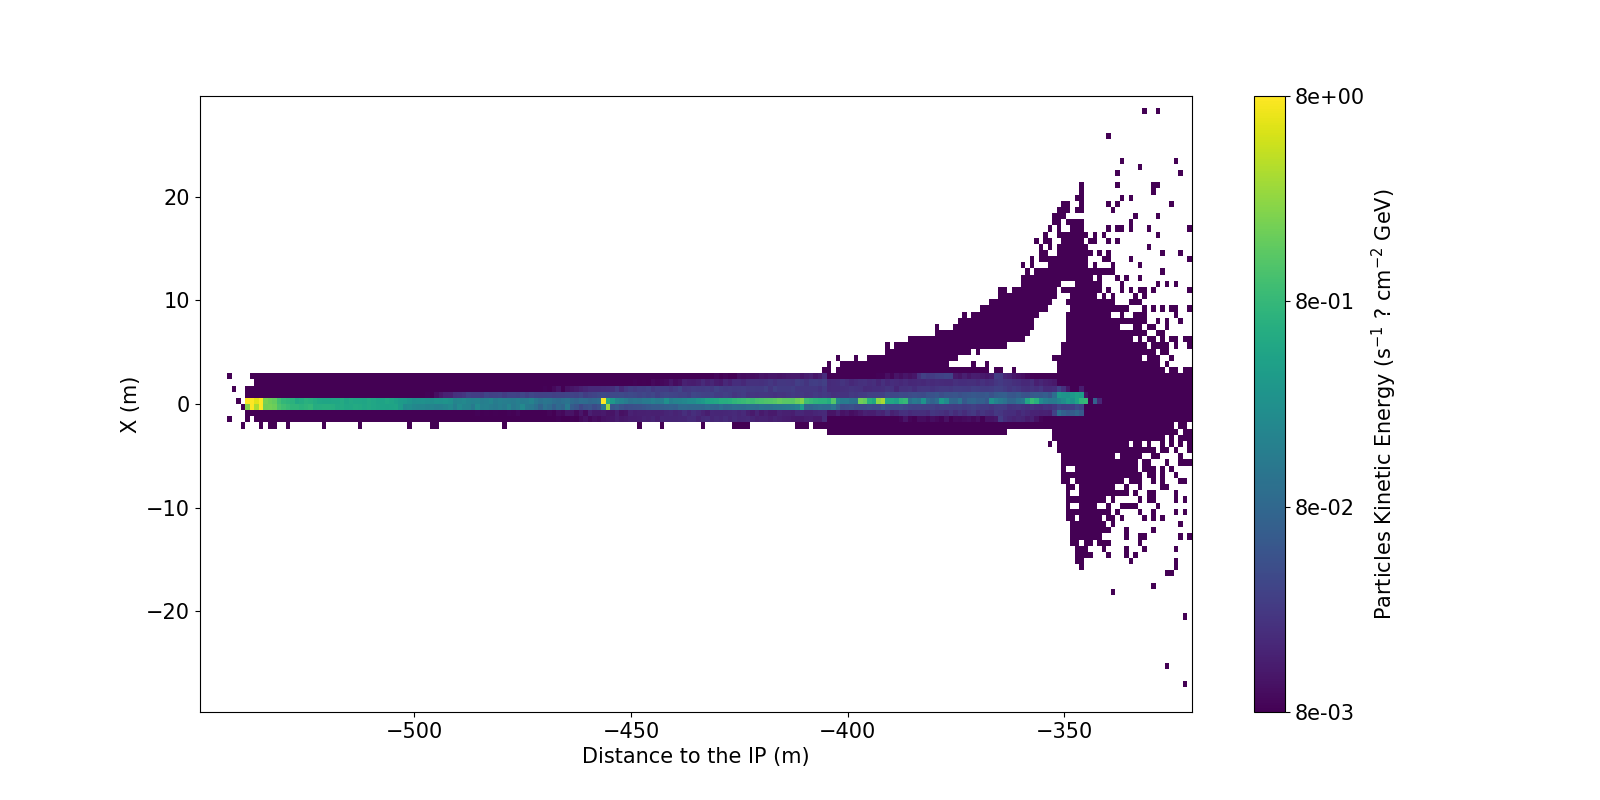 20
10
0
−10
−20
X (m)
−500
−450
−400
−350
Distance to the IP (m)
8e+00
8e-01
8e-02
8e-03
Particles Kinetic Energy (s⁻¹ ? cm⁻² GeV)